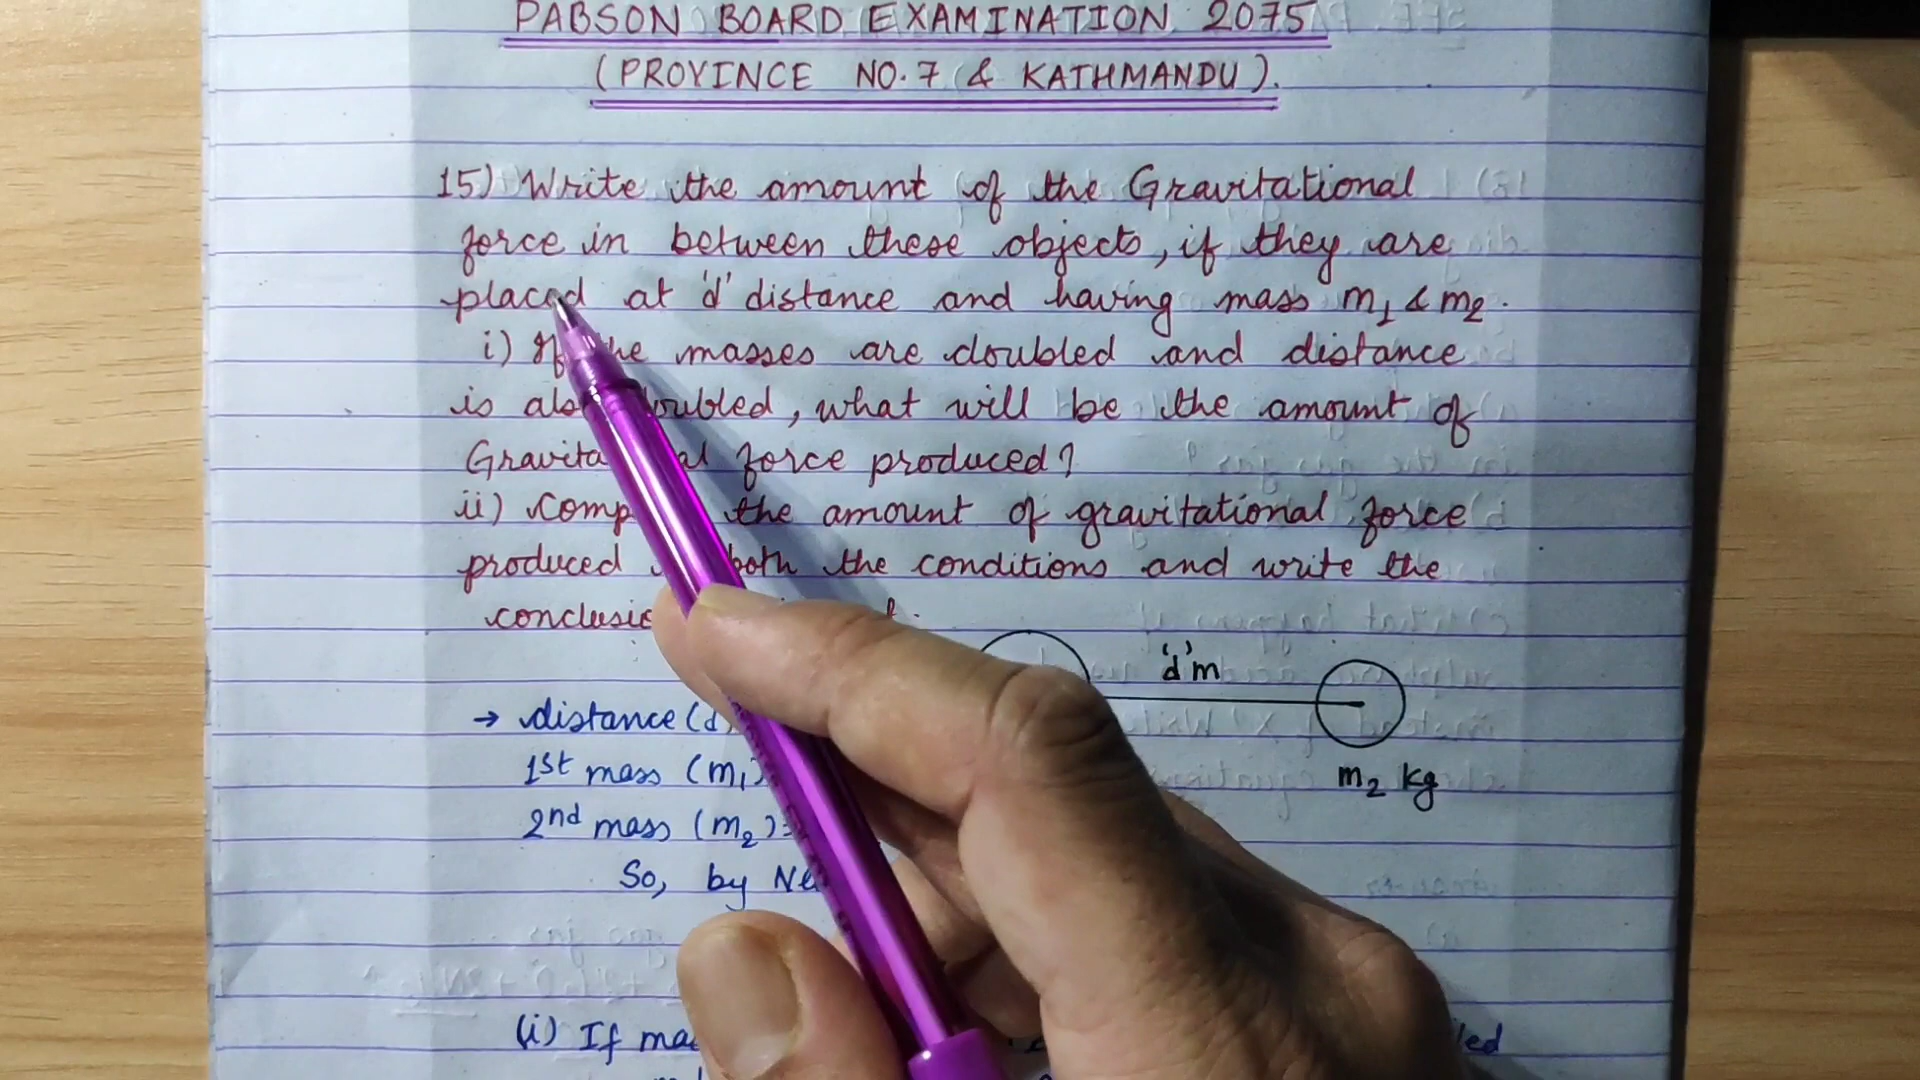 PABSON BOARD EXAMINATION 2075
(PROVINCE NO.7 & KATHMANDU).
15) Write the amount of the Gravitational
force in between these objects, if they are
placed at 'd' distance and having mass m1 & m2.
i) If the masses are doubled and distance
is also doubled, what will be the amount of
Gravita al force produced?
ii) Comp the amount of gravitational force
produced both the conditions and write the
conclusio
'd'm
→ distance (d
1st mass (m1)
m2 kg
2nd mass (m2) =
So, by Ne
(i) If ma led